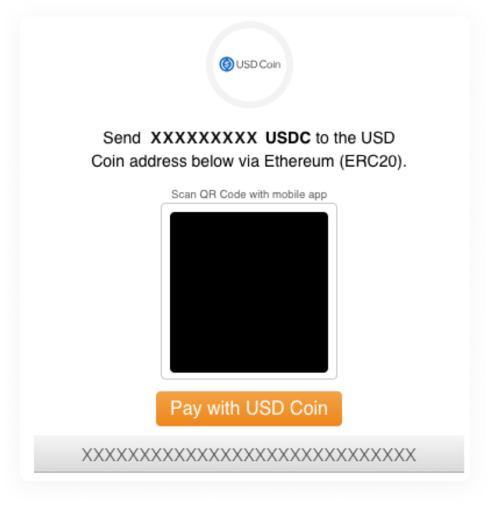 USD Coin
Send XXXXXXXXX USDC to the USD
Coin address below via Ethereum (ERC20).
Scan QR Code with mobile app
Pay with USD Coin
XXXXXXXXXXXXXXXXXXXXXXXXXXXXX